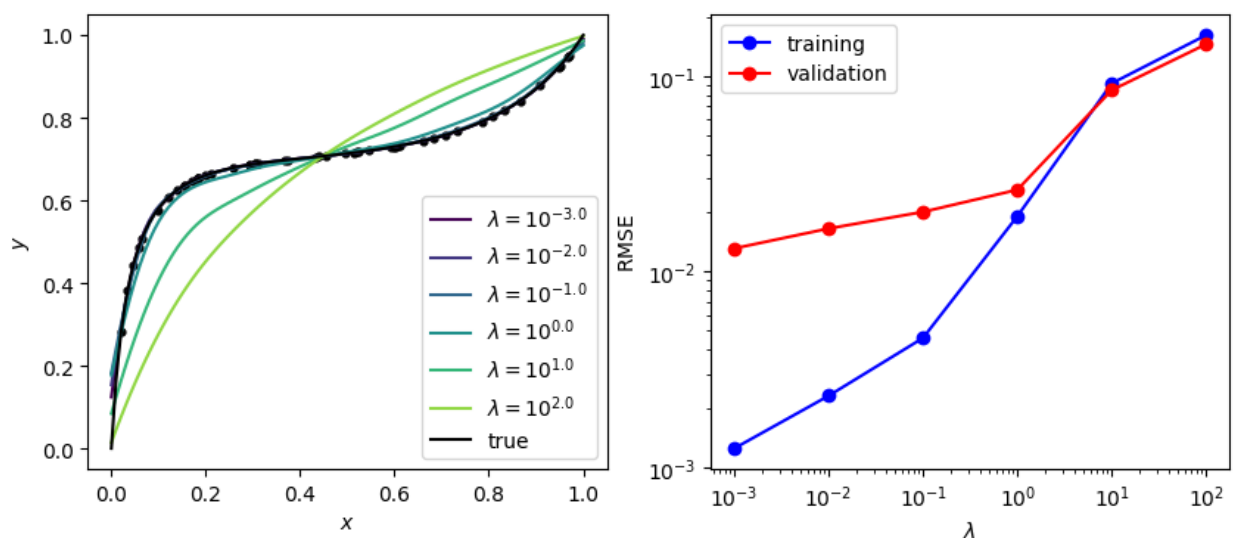 1.0
0.8
0.6
0.4
0.2
0.0
y
0.0 0.2 0.4 0.6 0.8 1.0
x
λ = 10^−3.0
λ = 10^−2.0
λ = 10^−1.0
λ = 10^0.0
λ = 10^1.0
λ = 10^2.0
true
training
validation
10^−1
10^−2
10^−3
RMSE
10^−3 10^−2 10^−1 10^0 10^1 10^2
λ